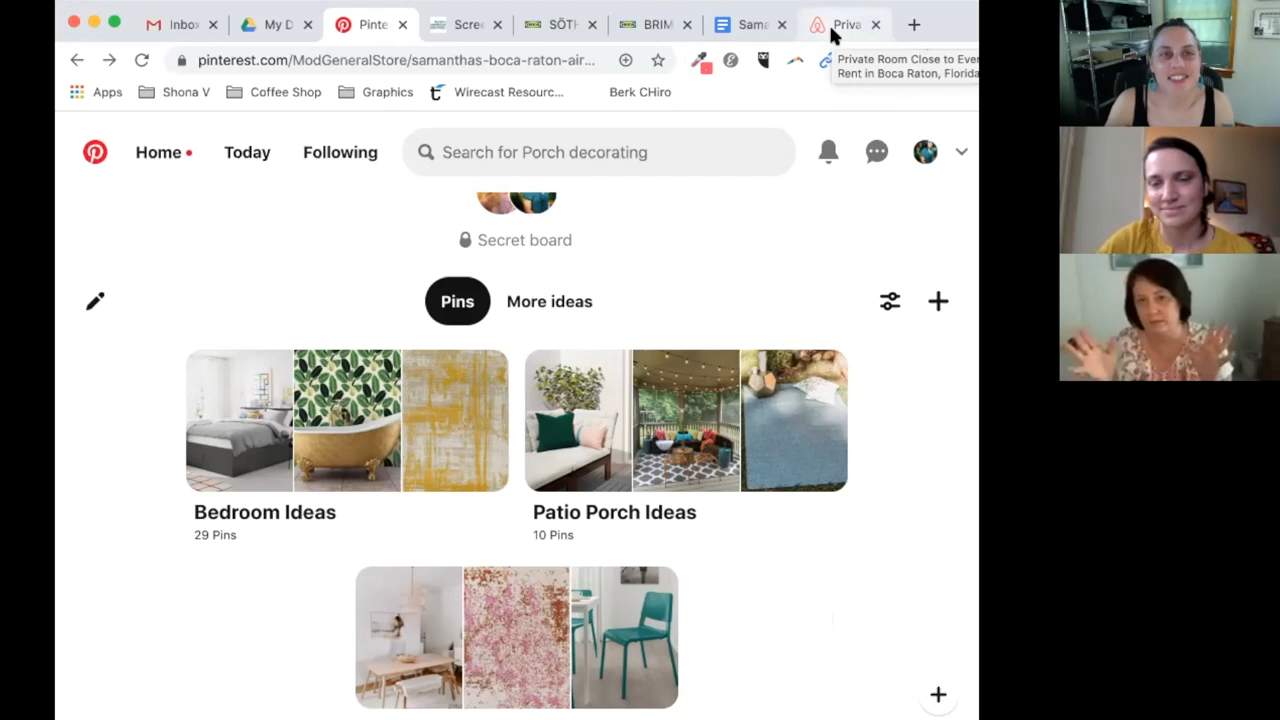 Inbo
My D
Pinte
Scre
SÖTH
BRIM
Sama
Priva
pinterest.com/ModGeneralStore/samanthas-boca-raton-air...
Private Room Close to Ever
Rent in Boca Raton, Florida
Apps
Shona V
Coffee Shop
Graphics
Wirecast Resourc...
Berk CHiro
Home
Today
Following
Search for Porch decorating
Secret board
Pins
More ideas
Bedroom Ideas
29 Pins
Patio Porch Ideas
10 Pins